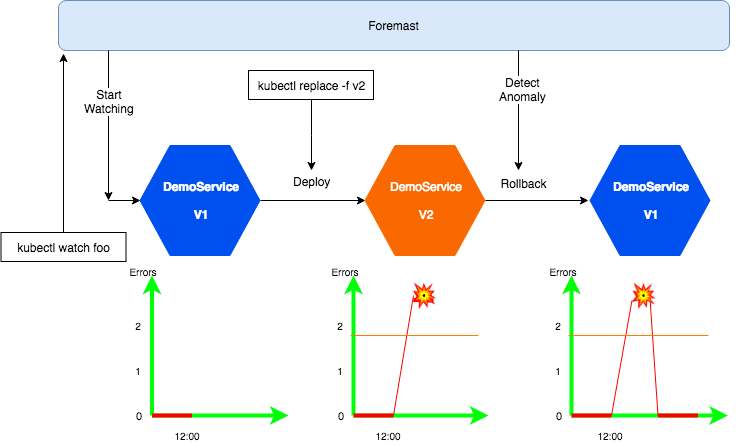 Foremast
Start
Watching
kubectl replace -f v2
Detect
Anomaly
DemoService
V1
Deploy
DemoService
V2
Rollback
DemoService
V1
kubectl watch foo
Errors
2
1
0
12:00
Errors
2
1
0
12:00
Errors
2
1
0
12:00